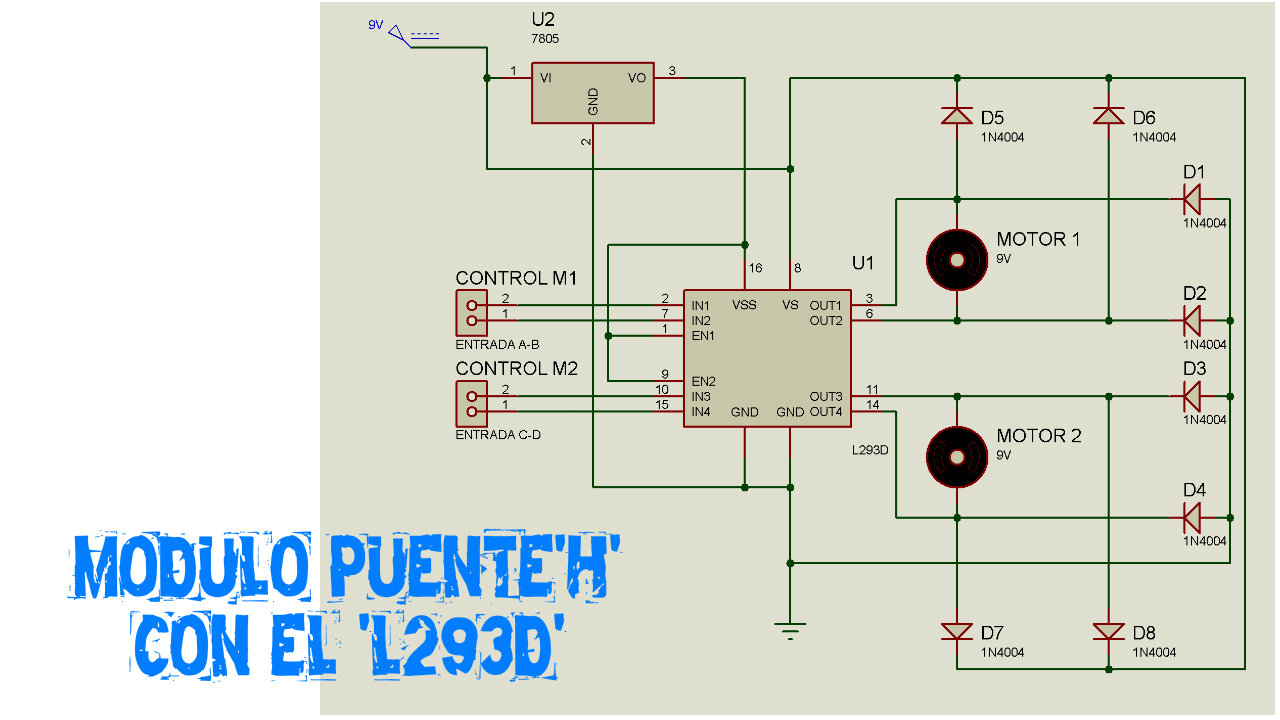 9V
U2
7805
1 VI VO 3
GND
2
D5
1N4004
D6
1N4004
D1
1N4004
MOTOR 1
9V
16 8
U1
CONTROL M1
2
1
ENTRADA A-B
2 IN1 VSS VS OUT1 3
7 IN2 OUT2 6
1 EN1
D2
1N4004
CONTROL M2
2
1
ENTRADA C-D
9 EN2
10 IN3 OUT3 11
15 IN4 GND GND OUT4 14
L293D
D3
1N4004
MOTOR 2
9V
D4
1N4004
D7
1N4004
D8
1N4004
MODULO PUENTE'H'
CON EL 'L293D'